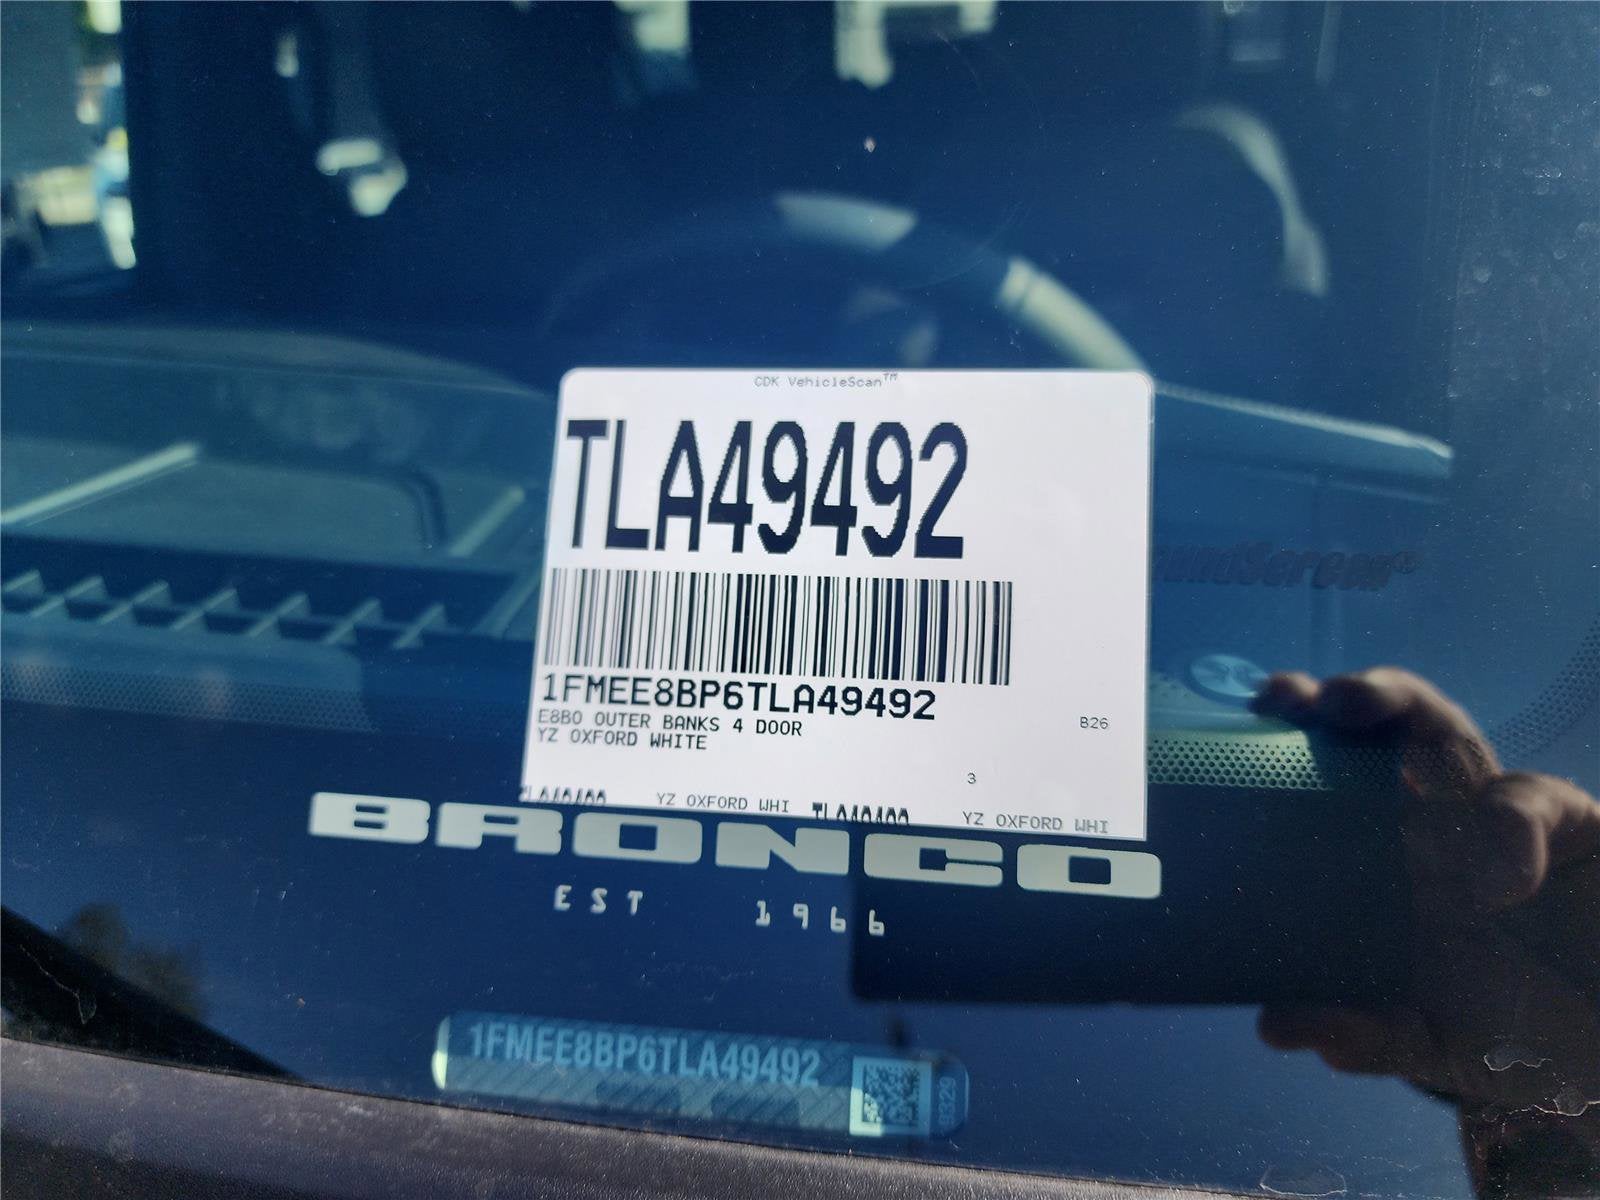 CDK VehicleScan™
TLA49492
1FMEE8BP6TLA49492
E8B0 OUTER BANKS 4 DOOR
B26
YZ OXFORD WHITE
3
YZ OXFORD WHI
YZ OXFORD WHI
BRONCO
EST 1966
1FMEE8BP6TLA49492